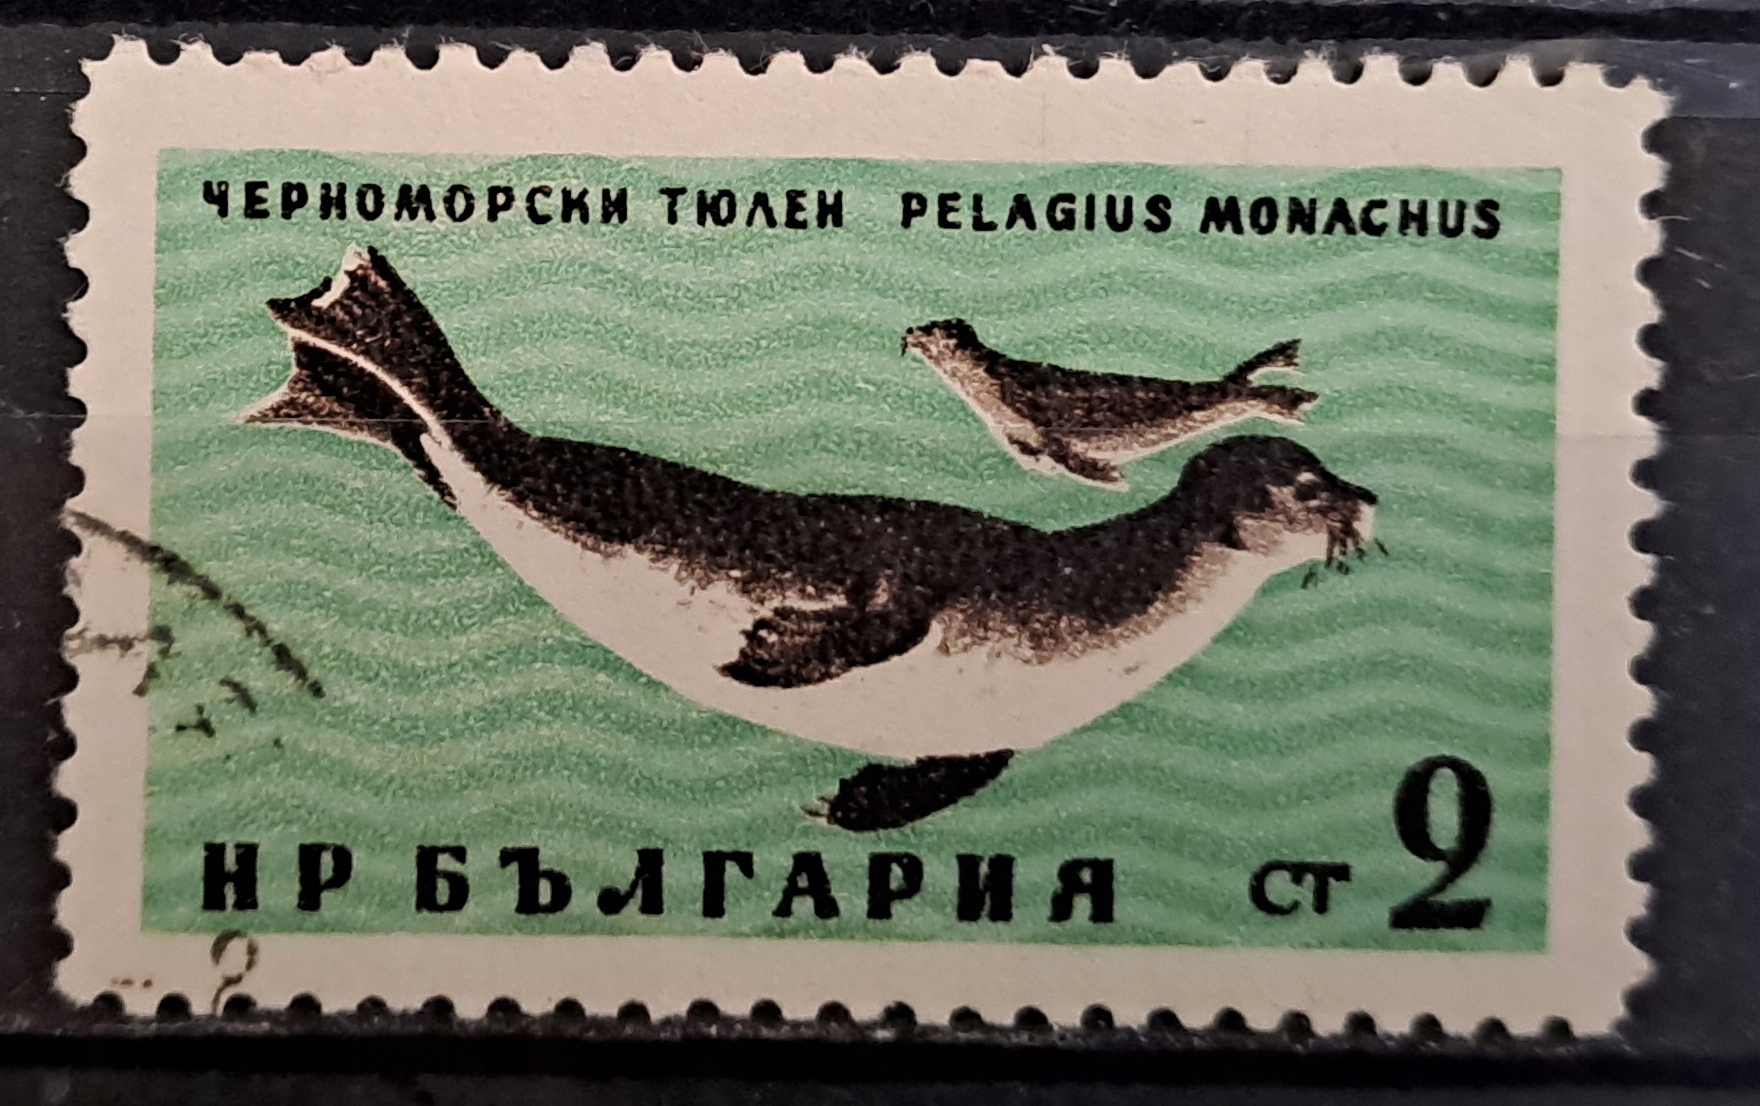 ЧЕРНОМОРСКИ ТЮЛЕН PELAGIUS MONACHUS
НР БЪЛГАРИЯ СТ 2